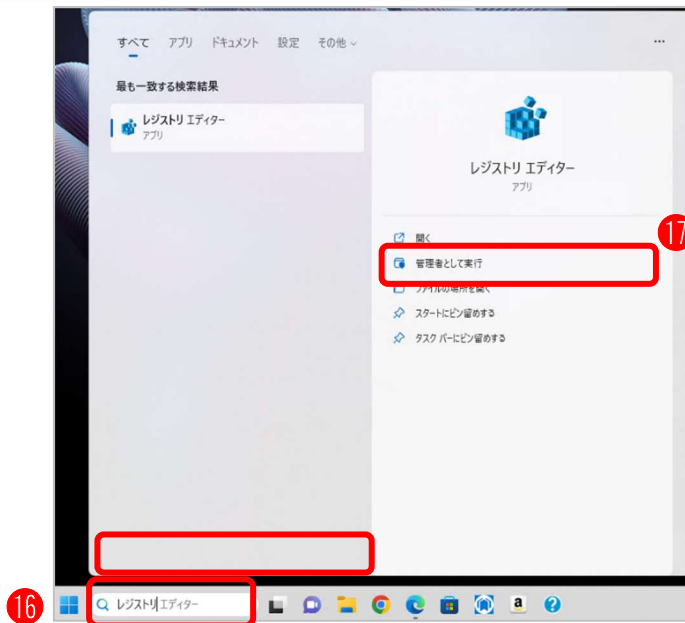 すべて アプリ ドキュメント 設定 その他 ...
最も一致する検索結果
レジストリ エディター
アプリ
レジストリ エディター
アプリ
開く
17
管理者として実行
ファイルの場所を開く
スタートにピン留めする
タスク バーにピン留めする
16
レジストリエディター
a
?